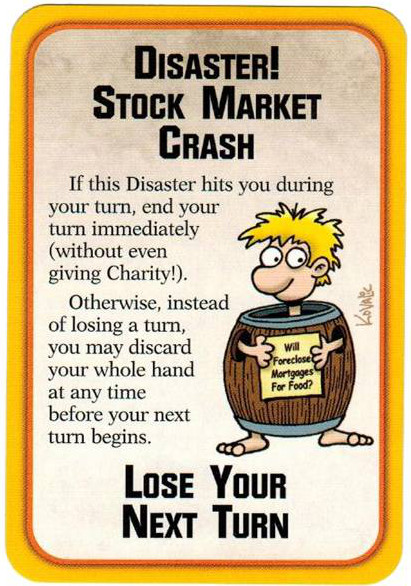 DISASTER!
STOCK MARKET
CRASH
If this Disaster hits you during
your turn, end your
turn immediately
(without even
giving Charity!).
Otherwise, instead
of losing a turn,
you may discard
your whole hand
at any time
before your next
turn begins.
Will
Foreclose
Mortgages
For Food?
KOVALIC
LOSE YOUR
NEXT TURN